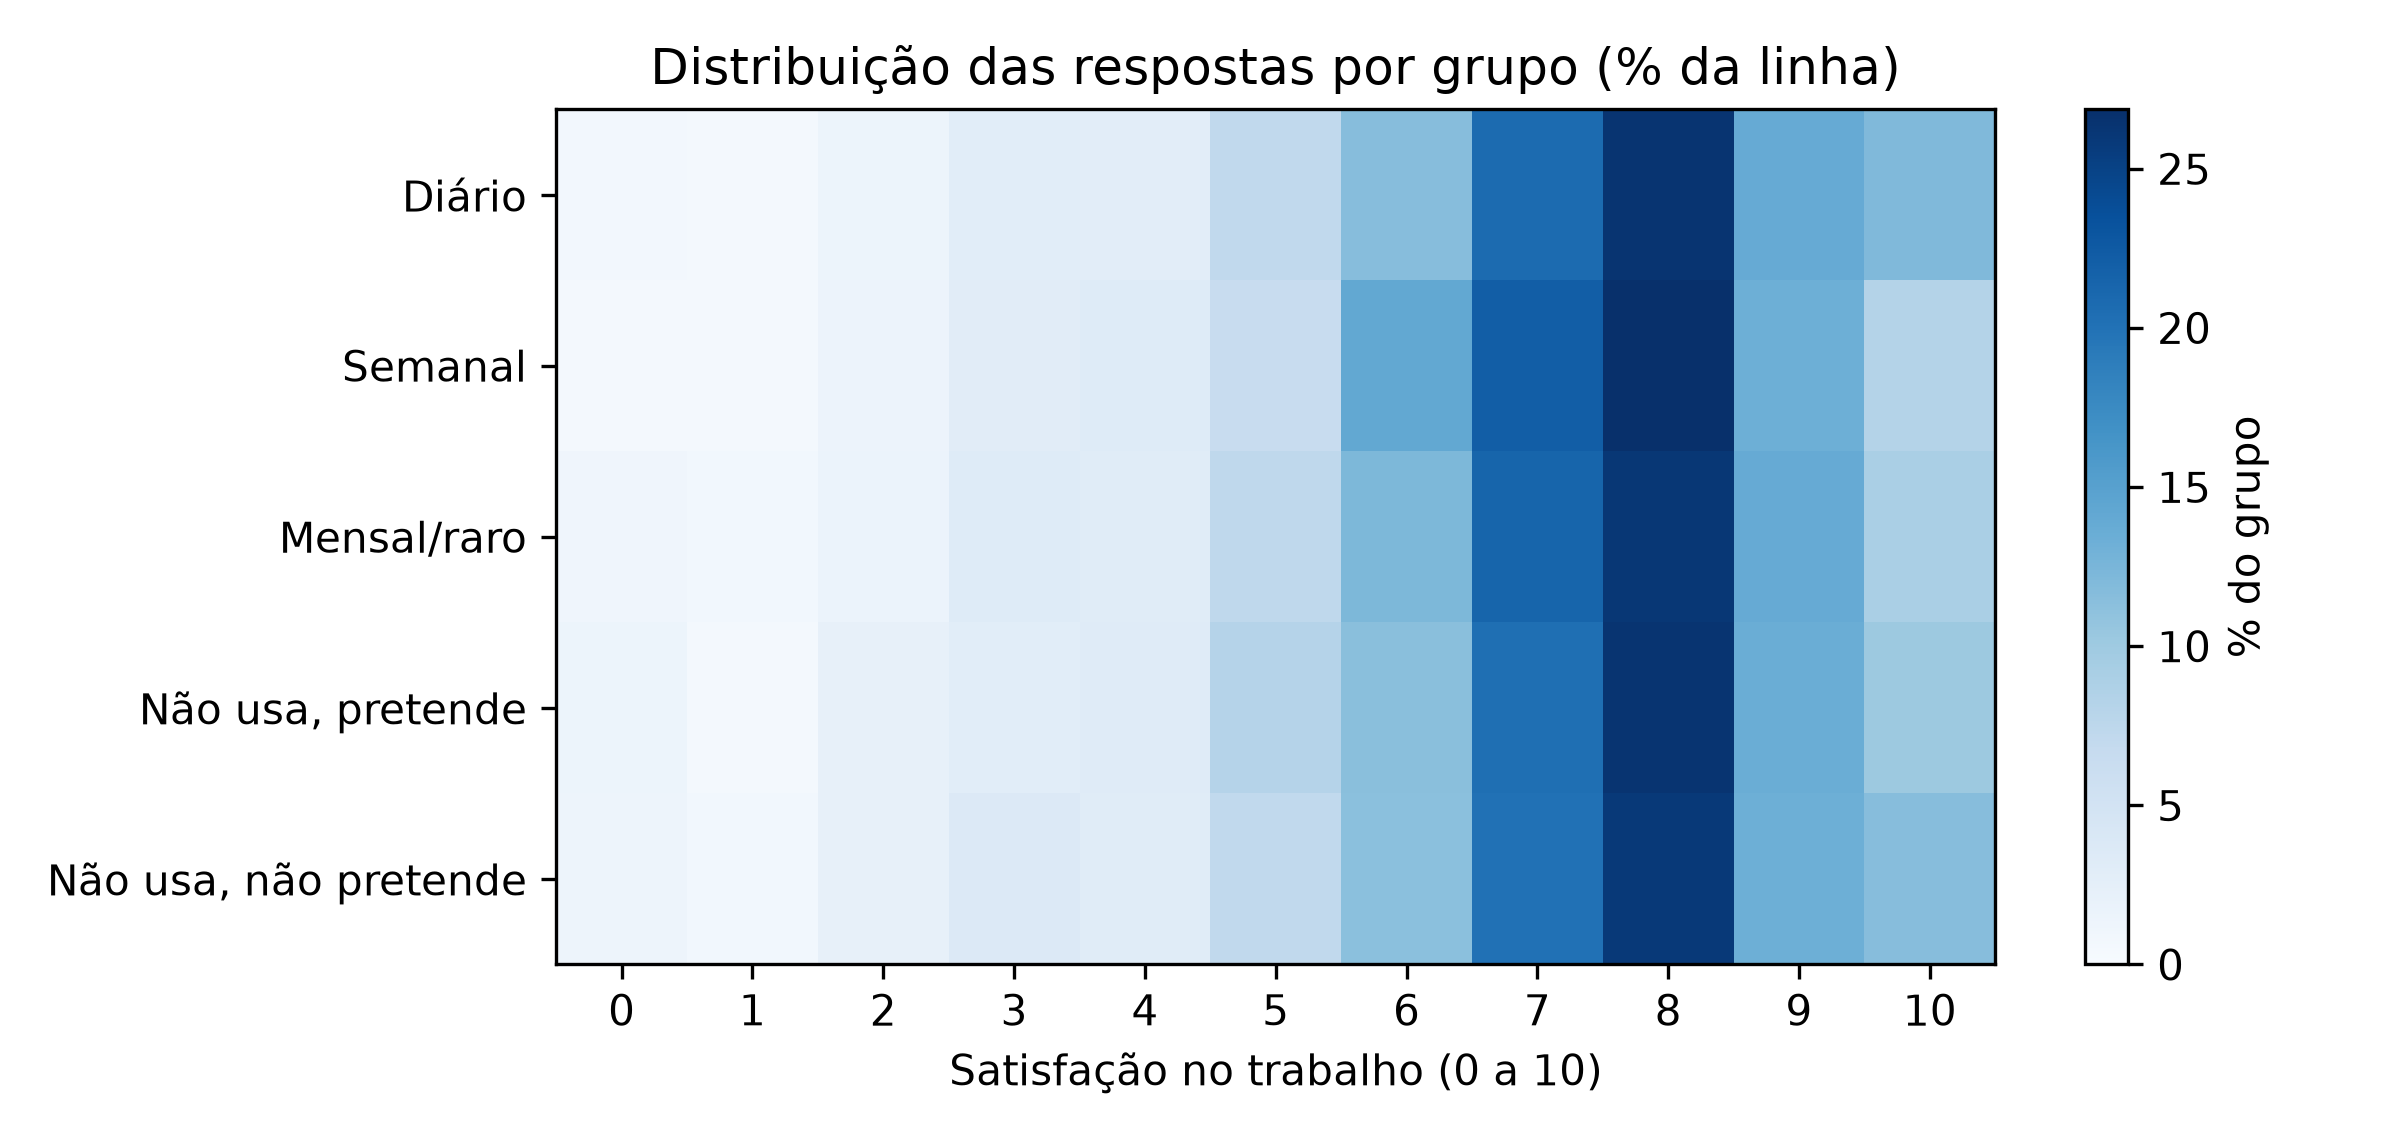 Distribuição das respostas por grupo (% da linha)
Diário
Semanal
Mensal/raro
Não usa, pretende
Não usa, não pretende
0 1 2 3 4 5 6 7 8 9 10
Satisfação no trabalho (0 a 10)
25
20
15
10
5
0
% do grupo